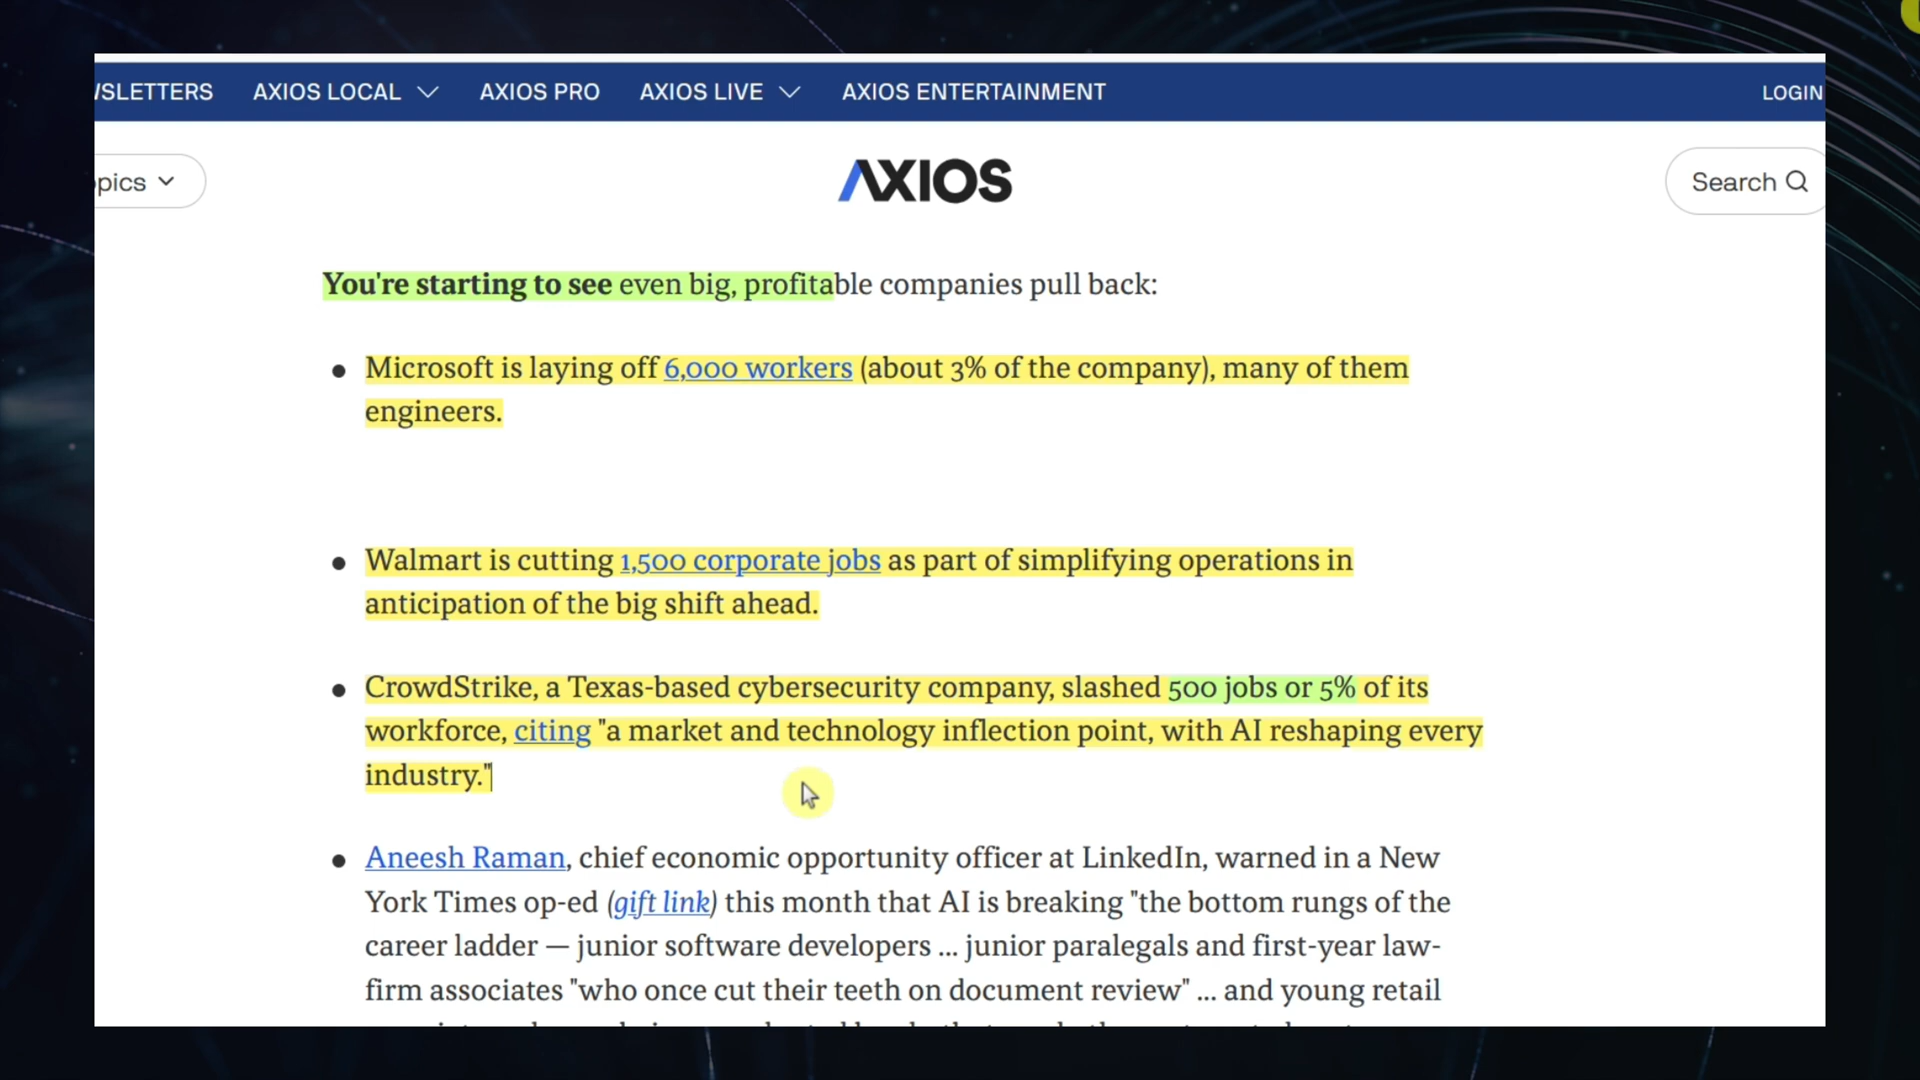 WSLETTERS AXIOS LOCAL AXIOS PRO AXIOS LIVE AXIOS ENTERTAINMENT LOGIN
pics AXIOS Search
You're starting to see even big, profitable companies pull back:
• Microsoft is laying off 6,000 workers (about 3% of the company), many of them
engineers.
• Walmart is cutting 1,500 corporate jobs as part of simplifying operations in
anticipation of the big shift ahead.
• CrowdStrike, a Texas-based cybersecurity company, slashed 500 jobs or 5% of its
workforce, citing "a market and technology inflection point, with AI reshaping every
industry."
• Aneesh Raman, chief economic opportunity officer at LinkedIn, warned in a New
York Times op-ed (gift link) this month that AI is breaking "the bottom rungs of the
career ladder — junior software developers ... junior paralegals and first-year law-
firm associates "who once cut their teeth on document review" ... and young retail